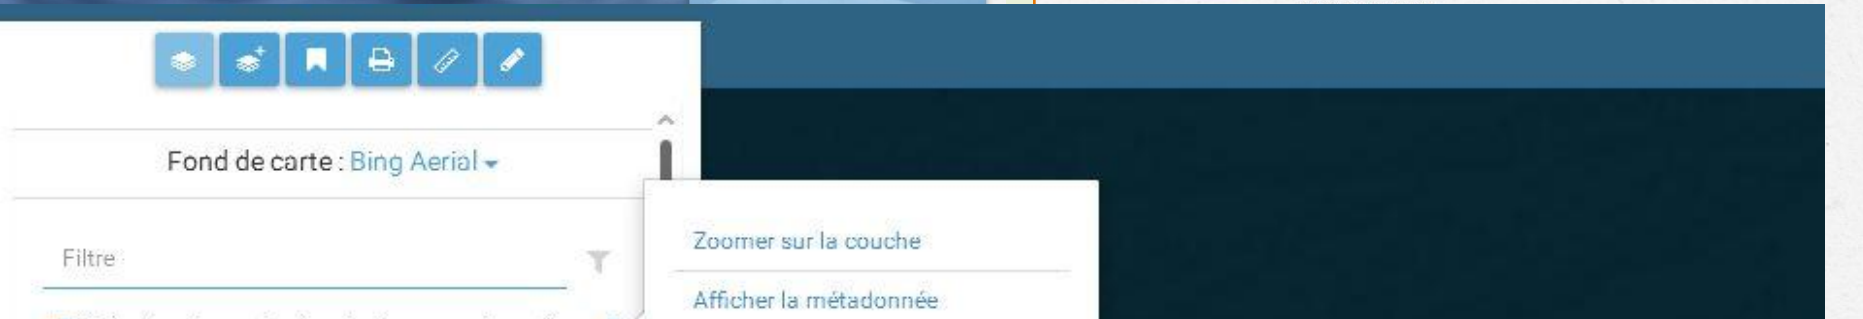 Fond de carte : Bing Aerial
Filtre
Zoomer sur la couche
Afficher la métadonnée